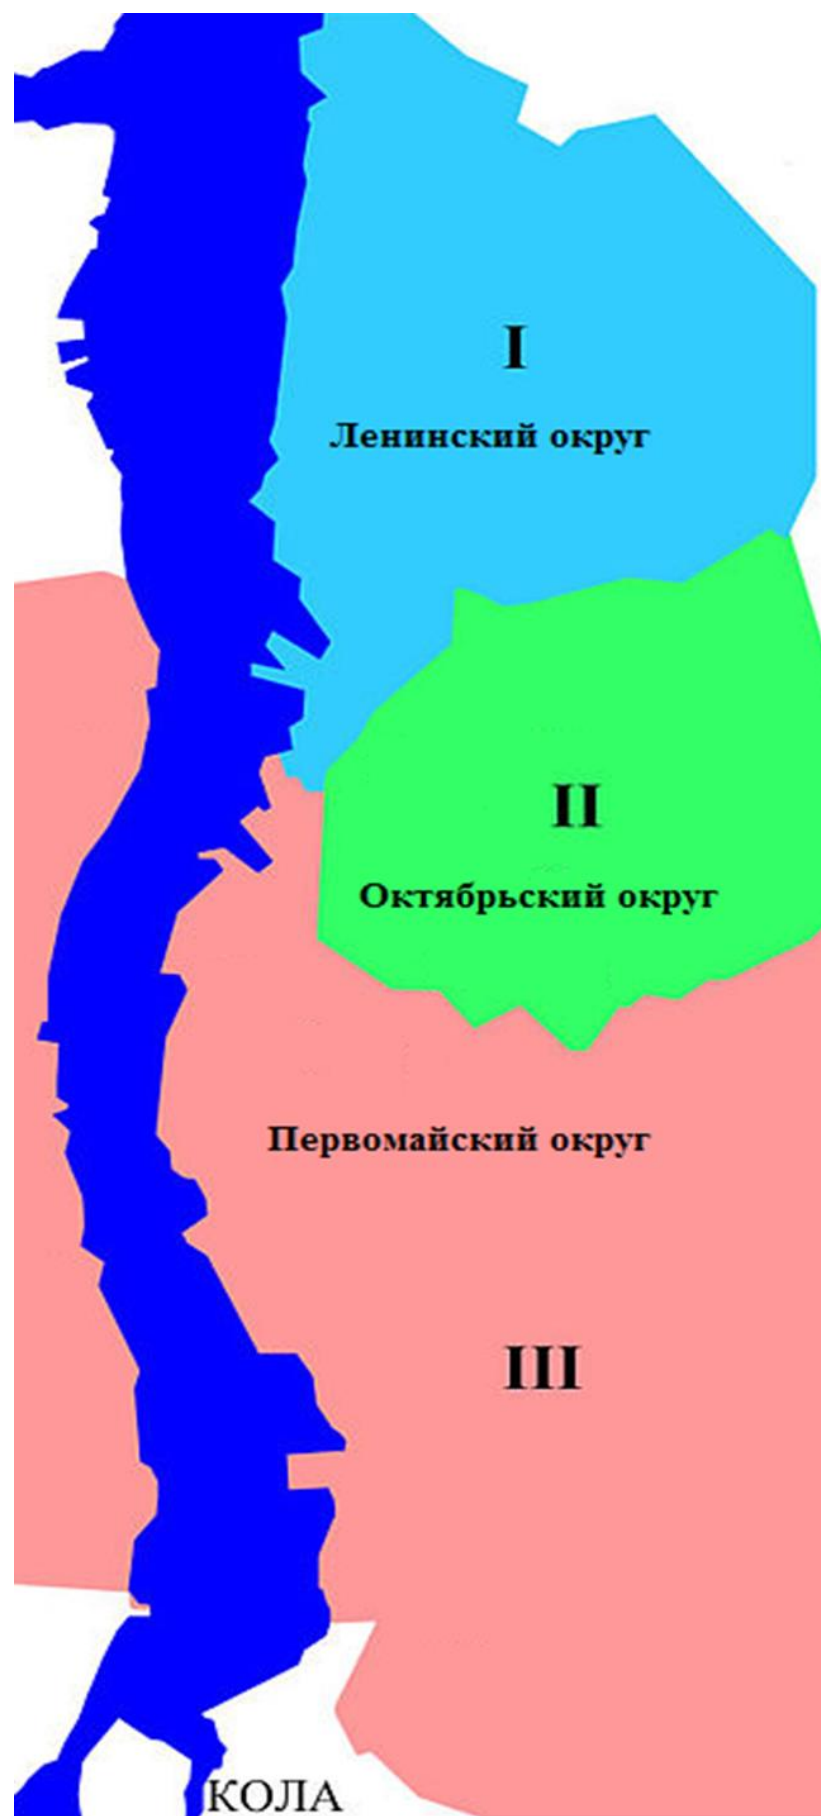 I
Ленинский округ
II
Октябрьский округ
Первомайский округ
III
КОЛА